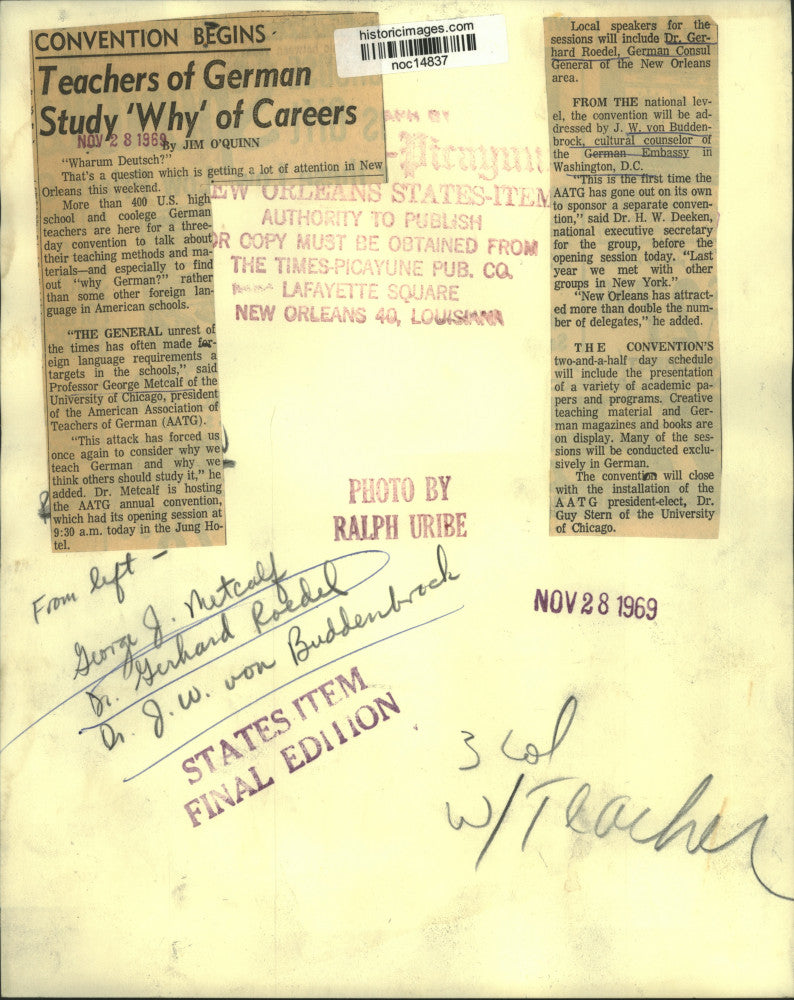 historicimages.com
noc14837
CONVENTION BEGINS
Teachers of German
Study 'Why' of Careers
NOV 28 1969
By JIM O'QUINN
"Wharum Deutsch?"
That's a question which is getting a lot of attention in New
Orleans this weekend.
More than 400 U.S. high
school and coolege German
teachers are here for a three-
day convention to talk about
their teaching methods and ma-
terials—and especially to find
out "why German?" rather
than some other foreign lan-
guage in American schools.
"THE GENERAL unrest of
the times has often made for-
eign language requirements a
targets in the schools," said
Professor George Metcalf of the
University of Chicago, president
of the American Association of
Teachers of German (AATG).
"This attack has forced us
once again to consider why we
teach German and why we
think others should study it," he
added. Dr. Metcalf is hosting
the AATG annual convention,
which had its opening session at
9:30 a.m. today in the Jung Ho-
tel.
Local speakers for the
sessions will include Dr. Ger-
hard Roedel, German Consul
General of the New Orleans
area.
FROM THE national lev-
el, the convention will be ad-
dressed by J. W. von Budden-
brock, cultural counselor of
the German Embassy in
Washington, D.C.
"This is the first time the
AATG has gone out on its own
to sponsor a separate conven-
tion," said Dr. H. W. Deeken,
national executive secretary
for the group, before the
opening session today. "Last
year we met with other
groups in New York."
"New Orleans has attract-
ed more than double the num-
ber of delegates," he added.
THE CONVENTION'S
two-and-a-half day schedule
will include the presentation
of a variety of academic pa-
pers and programs. Creative
teaching material and Ger-
man magazines and books are
on display. Many of the ses-
sions will be conducted exclu-
sively in German.
The convention will close
with the installation of the
AATG president-elect, Dr.
Guy Stern of the University
of Chicago.
BY
-Picayun
EW ORLEANS STATES-ITEM
AUTHORITY TO PUBLISH
OR COPY MUST BE OBTAINED FROM
THE TIMES-PICAYUNE PUB. CO.
LAFAYETTE SQUARE
NEW ORLEANS 40, LOUISIANA
PHOTO BY
RALPH URIBE
From left -
George J. Metcalf
Dr. Gerhard Roedel
Dr. J. W. von Buddenbrock
NOV 28 1969
STATES ITEM
FINAL EDITION
3 col
W/Teacher